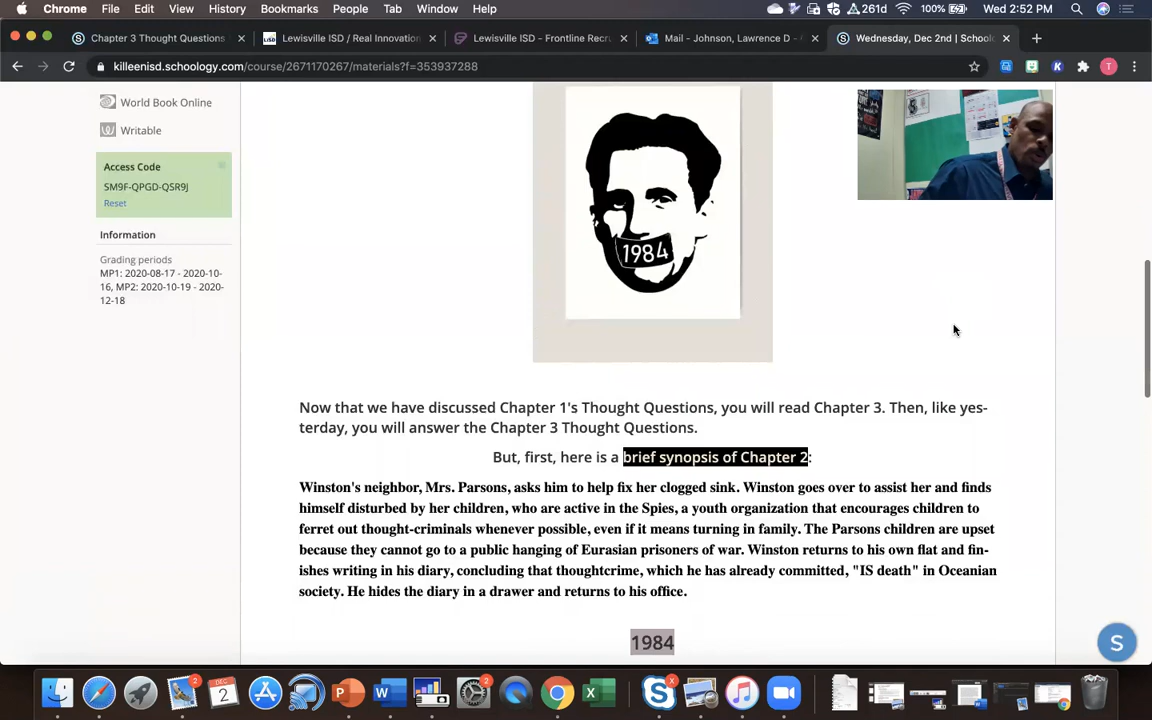 Chrome File Edit View History Bookmarks People Tab Window Help 261d 100% Wed 2:52 PM
Chapter 3 Thought Questions Lewisville ISD / Real Innovation Lewisville ISD - Frontline Recru Mail - Johnson, Lawrence D - Wednesday, Dec 2nd | Schoolo
killeenisd.schoology.com/course/2671170267/materials?f=353937288
World Book Online
Writable
Access Code
SM9F-QPGD-QSR9J
Reset
Information
Grading periods
MP1: 2020-08-17 - 2020-10-
16, MP2: 2020-10-19 - 2020-
12-18
1984
Now that we have discussed Chapter 1's Thought Questions, you will read Chapter 3. Then, like yes-
terday, you will answer the Chapter 3 Thought Questions.
But, first, here is a brief synopsis of Chapter 2:
Winston's neighbor, Mrs. Parsons, asks him to help fix her clogged sink. Winston goes over to assist her and finds
himself disturbed by her children, who are active in the Spies, a youth organization that encourages children to
ferret out thought-criminals whenever possible, even if it means turning in family. The Parsons children are upset
because they cannot go to a public hanging of Eurasian prisoners of war. Winston returns to his own flat and fin-
ishes writing in his diary, concluding that thoughtcrime, which he has already committed, "IS death" in Oceanian
society. He hides the diary in a drawer and returns to his office.
1984